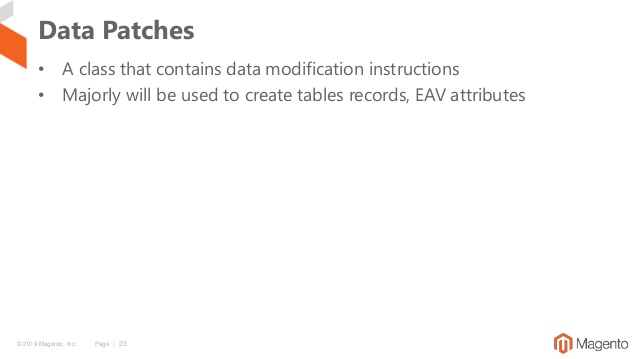 Data Patches
• A class that contains data modification instructions
• Majorly will be used to create tables records, EAV attributes
© 2019 Magento, Inc. Page | 23
Magento